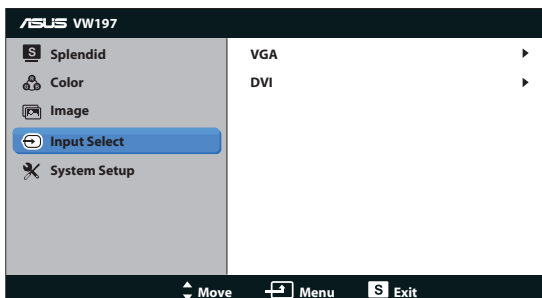 ASUS VW197
S Splendid
Color
Image
Input Select
System Setup
VGA
DVI
Move Menu S Exit